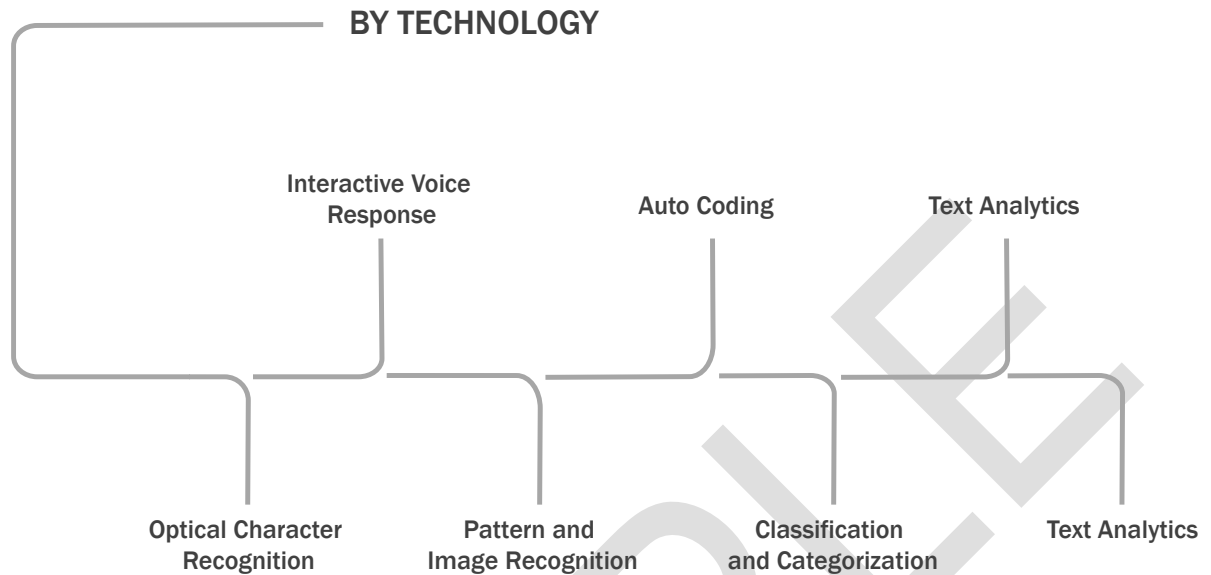 BY TECHNOLOGY
Interactive Voice
Response
Auto Coding
Text Analytics
Optical Character
Recognition
Pattern and
Image Recognition
Classification
and Categorization
Text Analytics